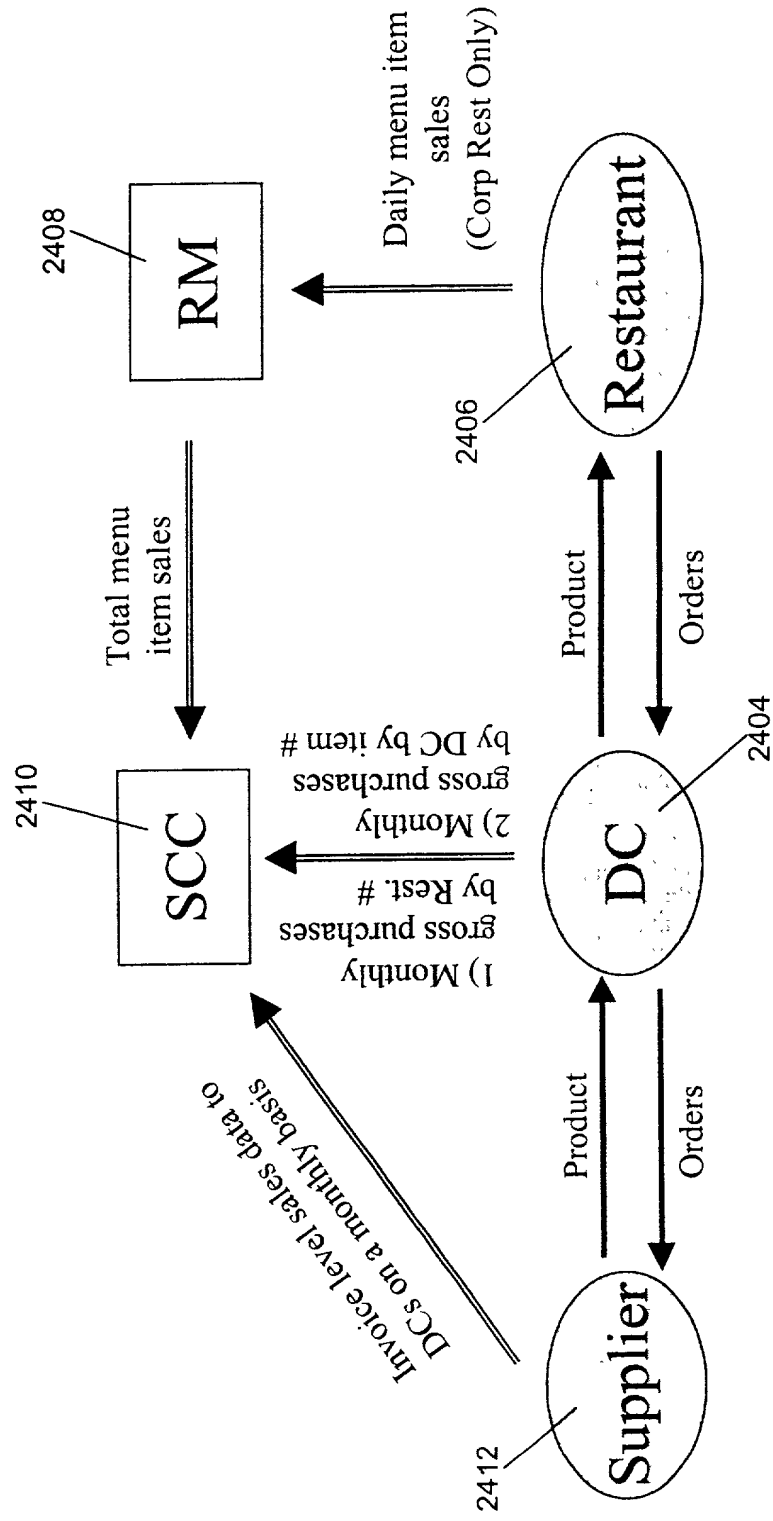 2410
SCC
Total menu
item sales
2408
RM
Invoice level sales data to
DCs on a monthly basis
1) Monthly
gross purchases
by Rest. #
2) Monthly
gross purchases
by DC by item #
Daily menu item
sales
(Corp Rest Only)
2412
Supplier
Product
Orders
DC
2404
Product
Orders
2406
Restaurant